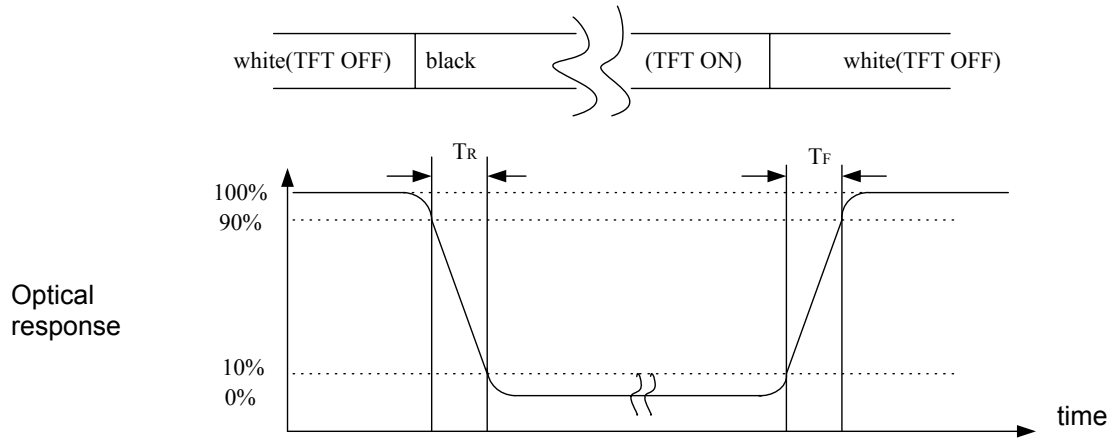 white(TFT OFF) black (TFT ON) white(TFT OFF)
TR TF
100%
90%
Optical
response
10%
0%
time